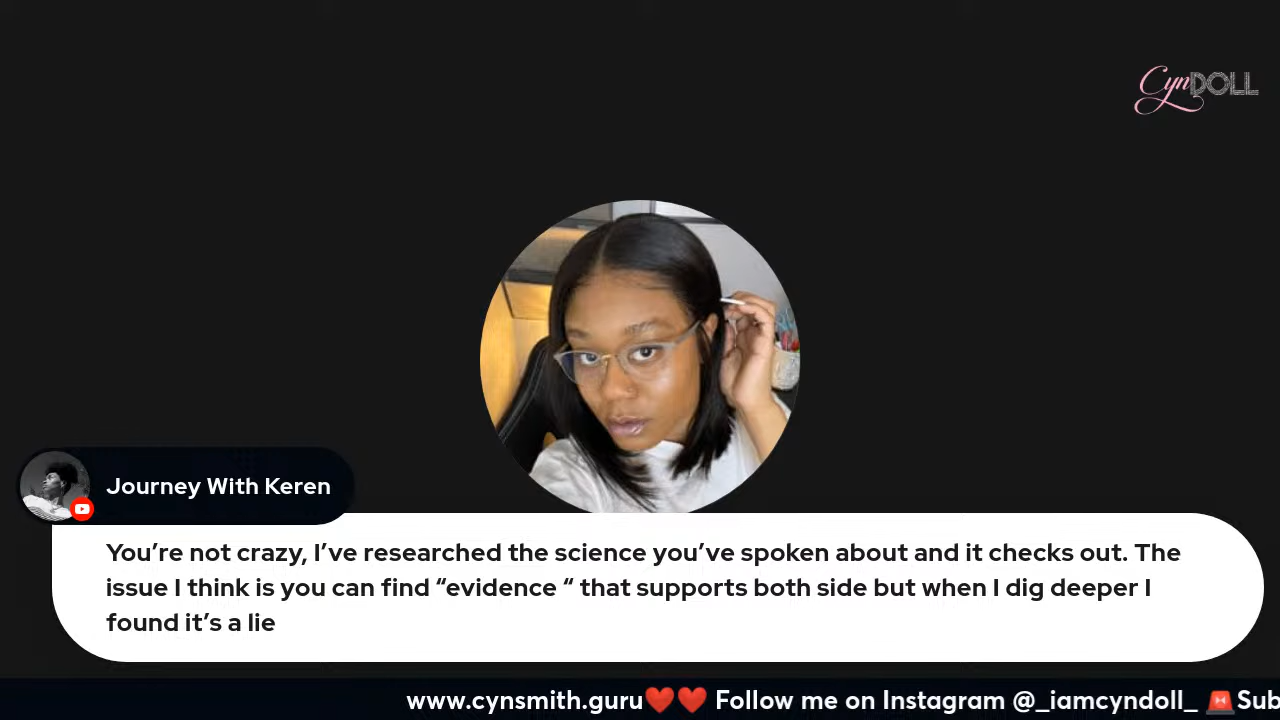 CynDOLL
Journey With Keren
You’re not crazy, I’ve researched the science you’ve spoken about and it checks out. The
issue I think is you can find “evidence “ that supports both side but when I dig deeper I
found it’s a lie
www.cynsmith.guru❤️❤️ Follow me on Instagram @_iamcyndoll_ 🚨Sub